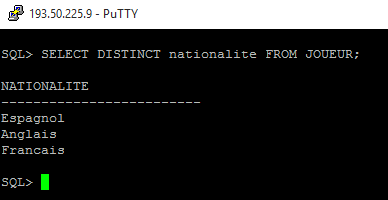 193.50.225.9 - PuTTY
SQL> SELECT DISTINCT nationalite FROM JOUEUR;
NATIONALITE
-------------------------
Espagnol
Anglais
Francais
SQL>